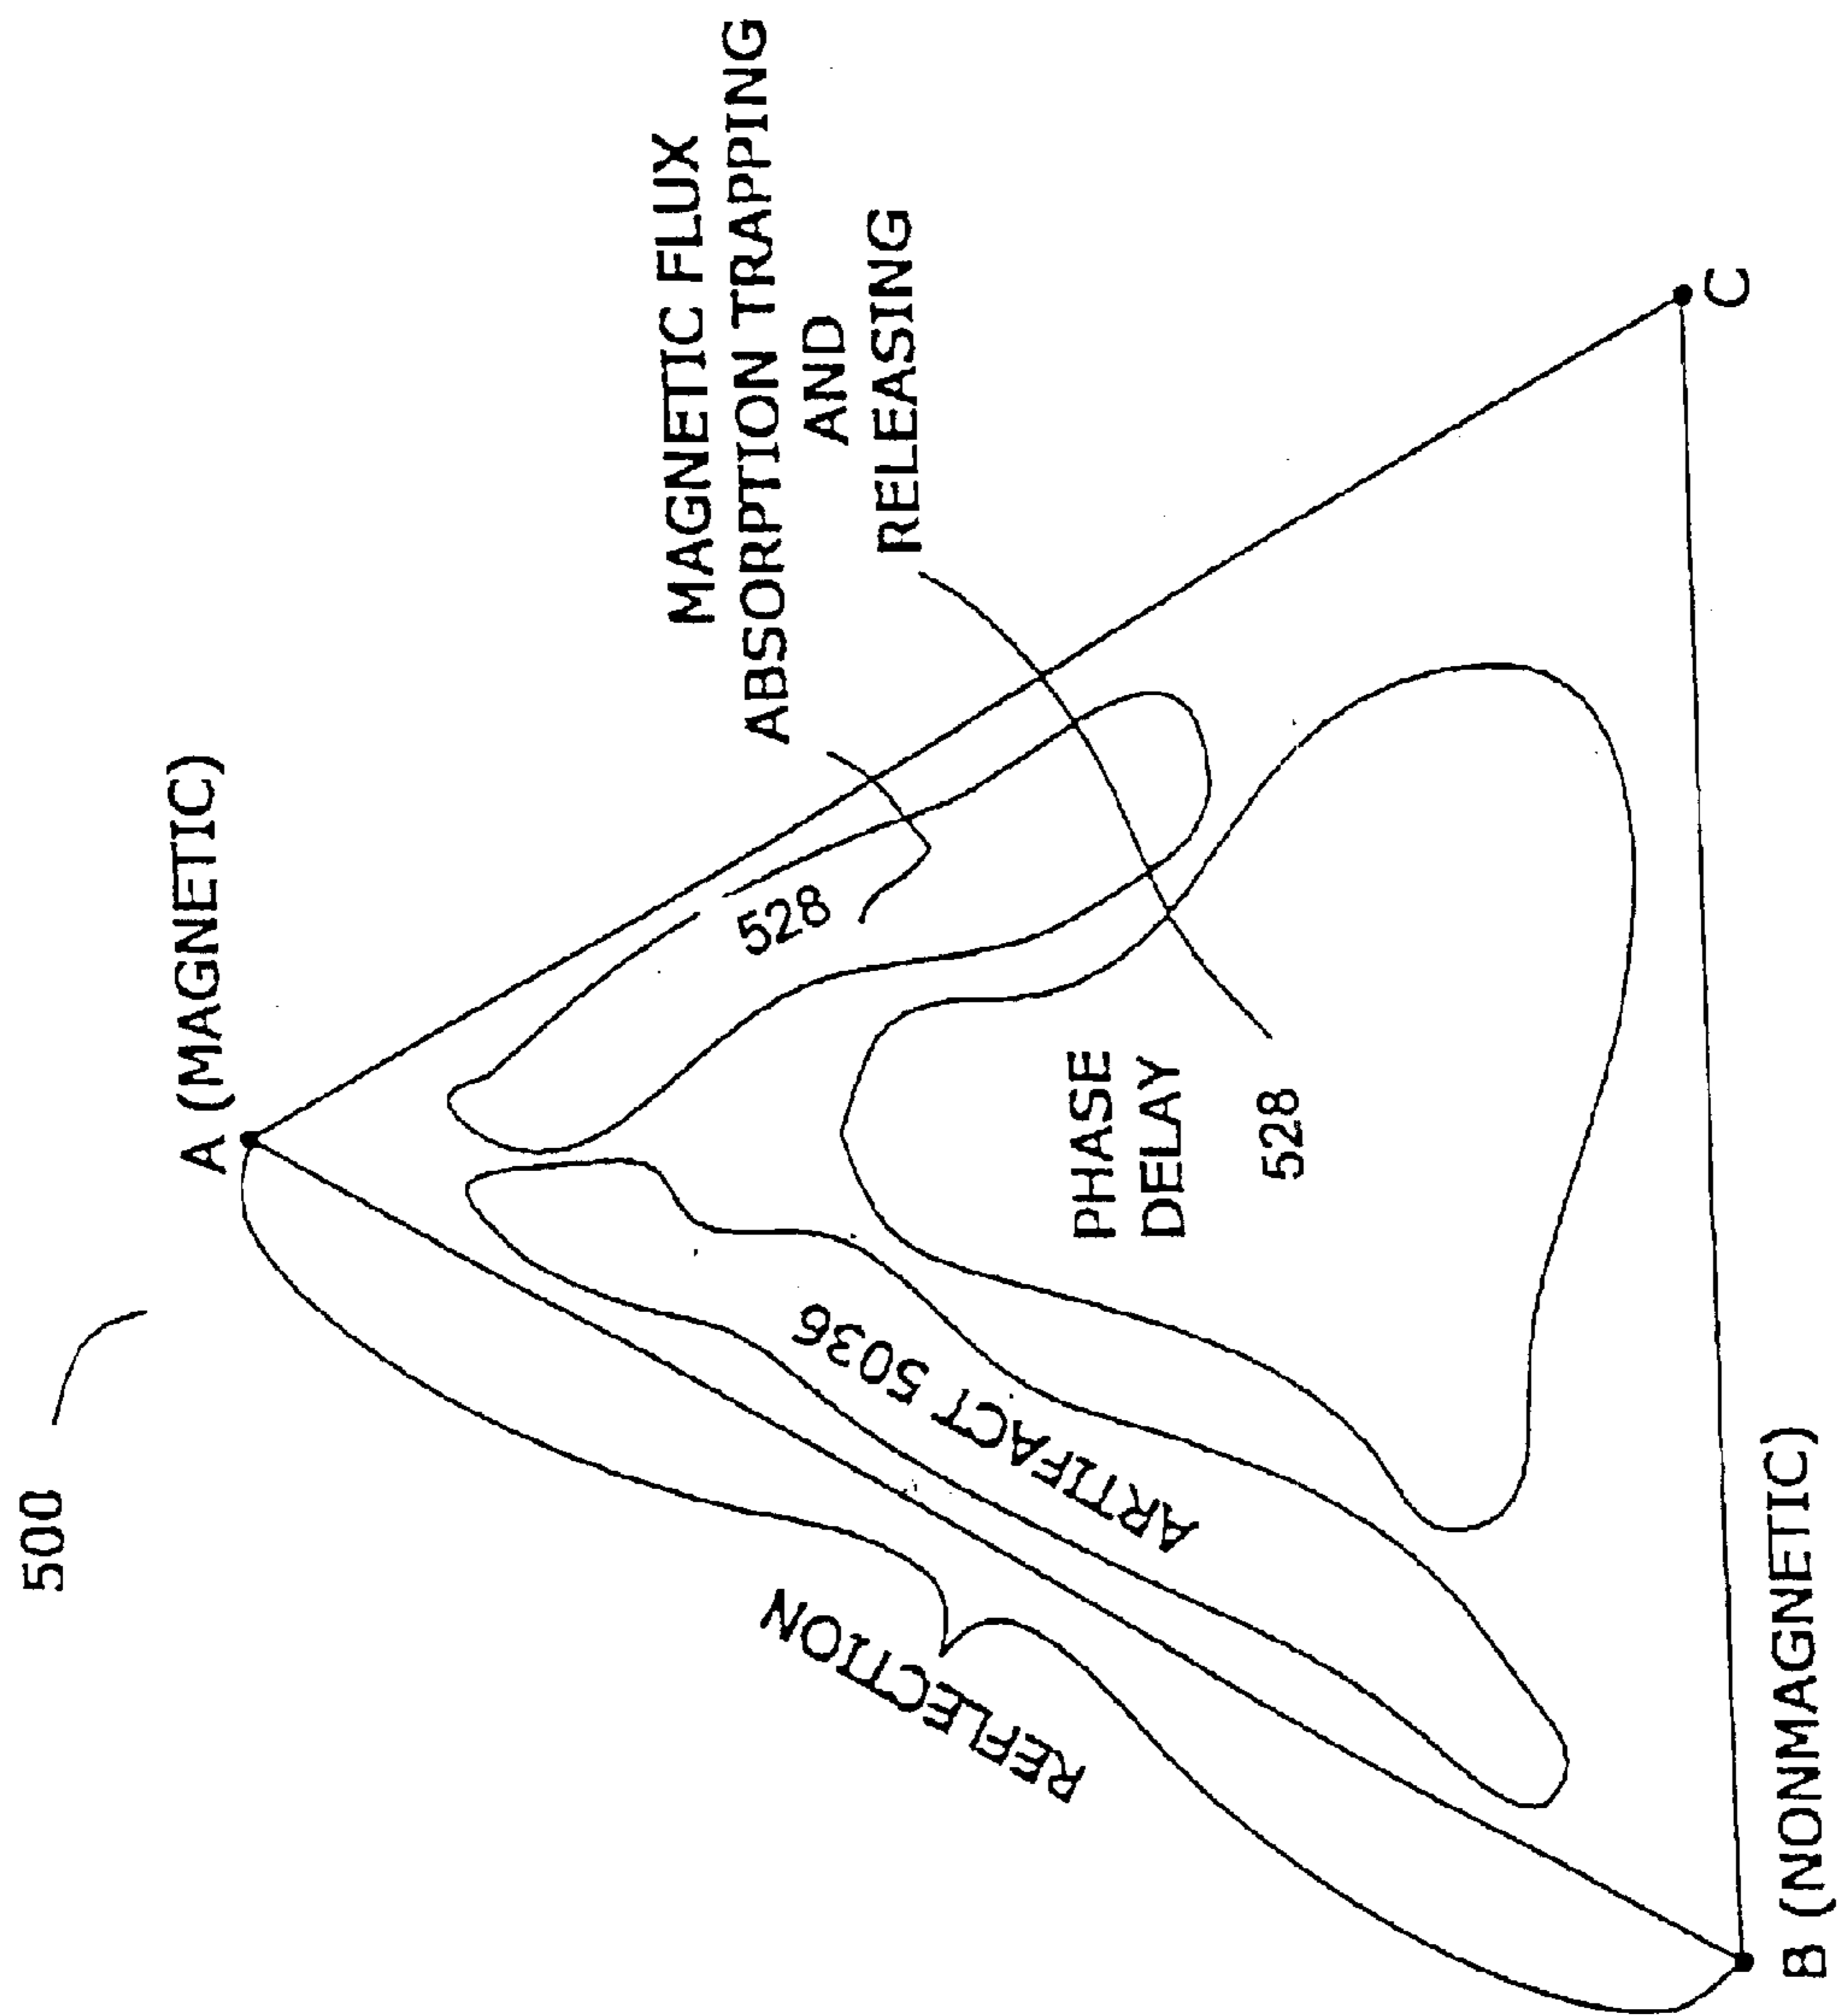 500
A (MAGNETIC)
MAGNETIC FLUX
ABSORPTION TRAPPING
AND
RELEASING
528
REFLECTION
ARTIFACT 5036
PHASE
DELAY
528
B (NONMAGNETIC)
C